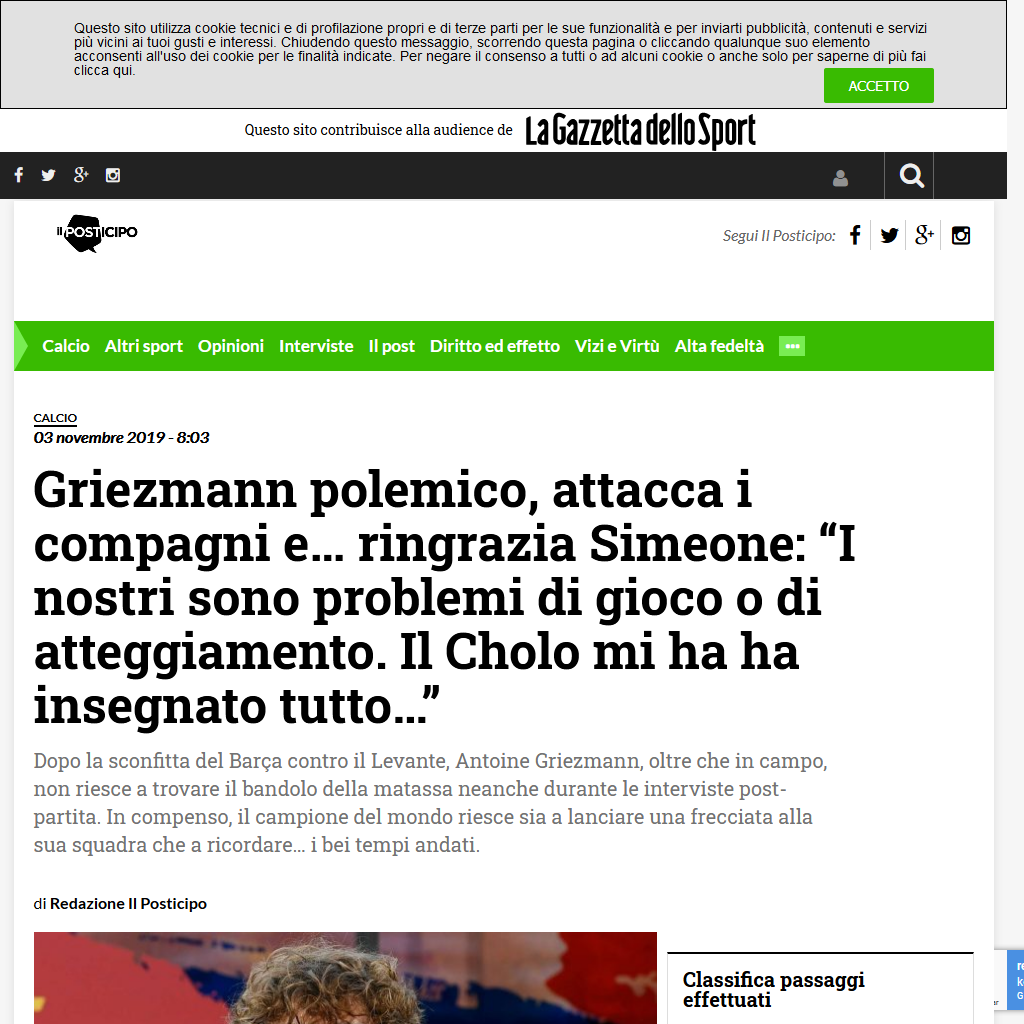 Questo sito utilizza cookie tecnici e di profilazione propri e di terze parti per le sue funzionalità e per inviarti pubblicità, contenuti e servizi
più vicini ai tuoi gusti e interessi. Chiudendo questo messaggio, scorrendo questa pagina o cliccando qualunque suo elemento
acconsenti all'uso dei cookie per le finalità indicate. Per negare il consenso a tutti o ad alcuni cookie o anche solo per saperne di più fai
clicca qui.
ACCETTO
Questo sito contribuisce alla audience de La Gazzetta dello Sport
IL POSTICIPO
Segui Il Posticipo:
Calcio Altri sport Opinioni Interviste Il post Diritto ed effetto Vizi e Virtù Alta fedeltà
CALCIO
03 novembre 2019 - 8:03
Griezmann polemico, attacca i
compagni e… ringrazia Simeone: “I
nostri sono problemi di gioco o di
atteggiamento. Il Cholo mi ha ha
insegnato tutto…”
Dopo la sconfitta del Barça contro il Levante, Antoine Griezmann, oltre che in campo,
non riesce a trovare il bandolo della matassa neanche durante le interviste post-
partita. In compenso, il campione del mondo riesce sia a lanciare una frecciata alla
sua squadra che a ricordare… i bei tempi andati.
di Redazione Il Posticipo
Classifica passaggi
effettuati